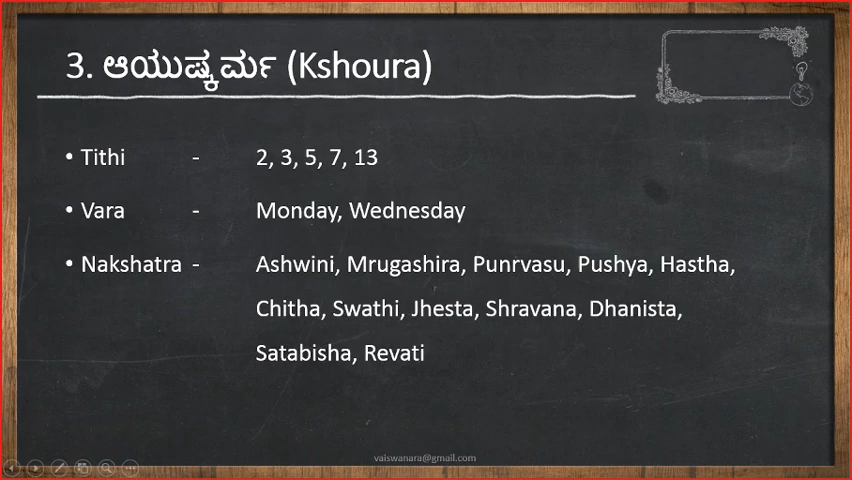 3. ಆಯುಷ್ಕರ್ಮ (Kshoura)
• Tithi - 2, 3, 5, 7, 13
• Vara - Monday, Wednesday
• Nakshatra - Ashwini, Mrugashira, Punrvasu, Pushya, Hastha,
Chitha, Swathi, Jhesta, Shravana, Dhanista,
Satabisha, Revati
vaiswanara@gmail.com